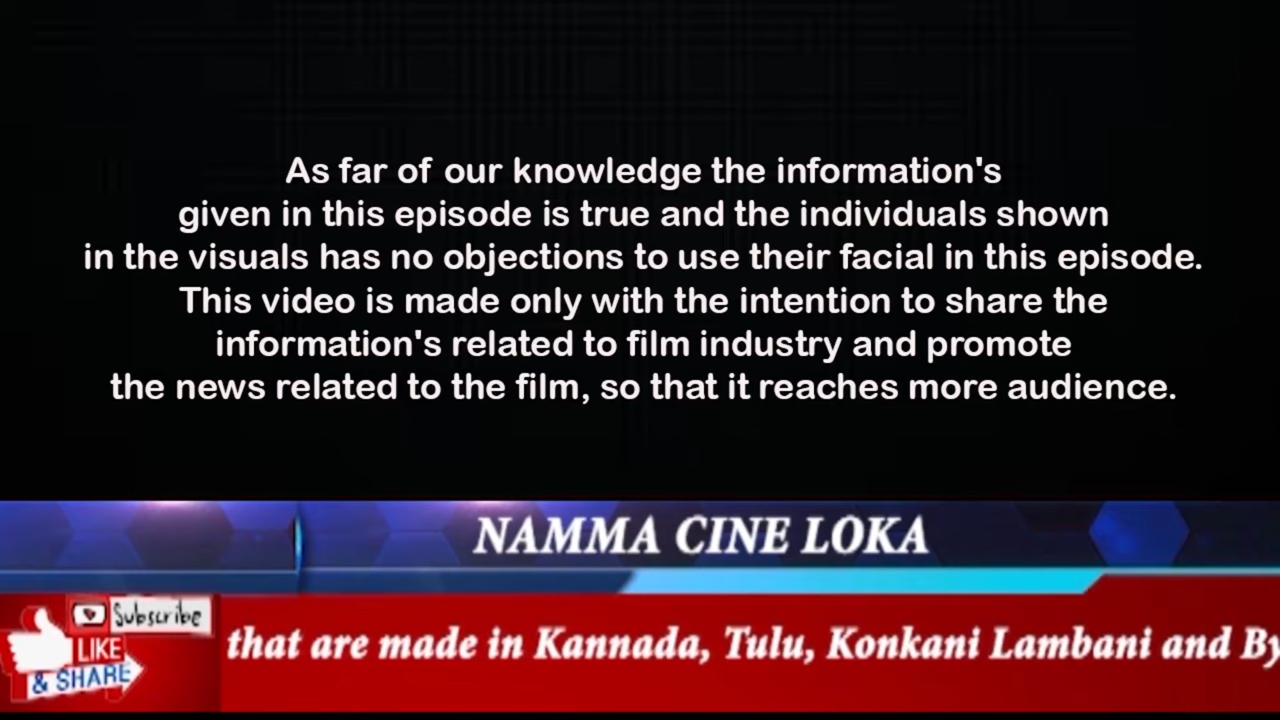 As far of our knowledge the information's
given in this episode is true and the individuals shown
in the visuals has no objections to use their facial in this episode.
This video is made only with the intention to share the
information's related to film industry and promote
the news related to the film, so that it reaches more audience.
NAMMA CINE LOKA
Subscribe
LIKE
& SHARE
that are made in Kannada, Tulu, Konkani Lambani and By